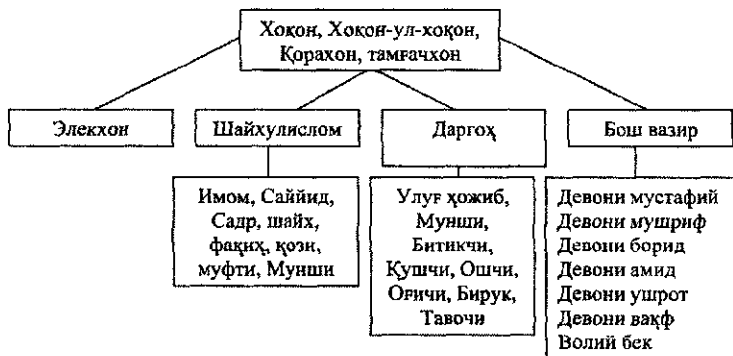 Хоқон, Хоқон-ул-хоқон,
Қорахон, тамғачхон
Элекхон
Шайхулислом
Даргоҳ
Бош вазир
Имом, Саййид,
Садр, шайх,
фақиҳ, қози,
муфти, Мунши
Улуғ ҳожиб,
Мунши,
Битикчи,
Қушчи, Ошчи,
Оғичи, Бирук,
Тавочи
Девони мустафий
Девони мушриф
Девони борид
Девони амид
Девони ушрот
Девони вақф
Волий бек